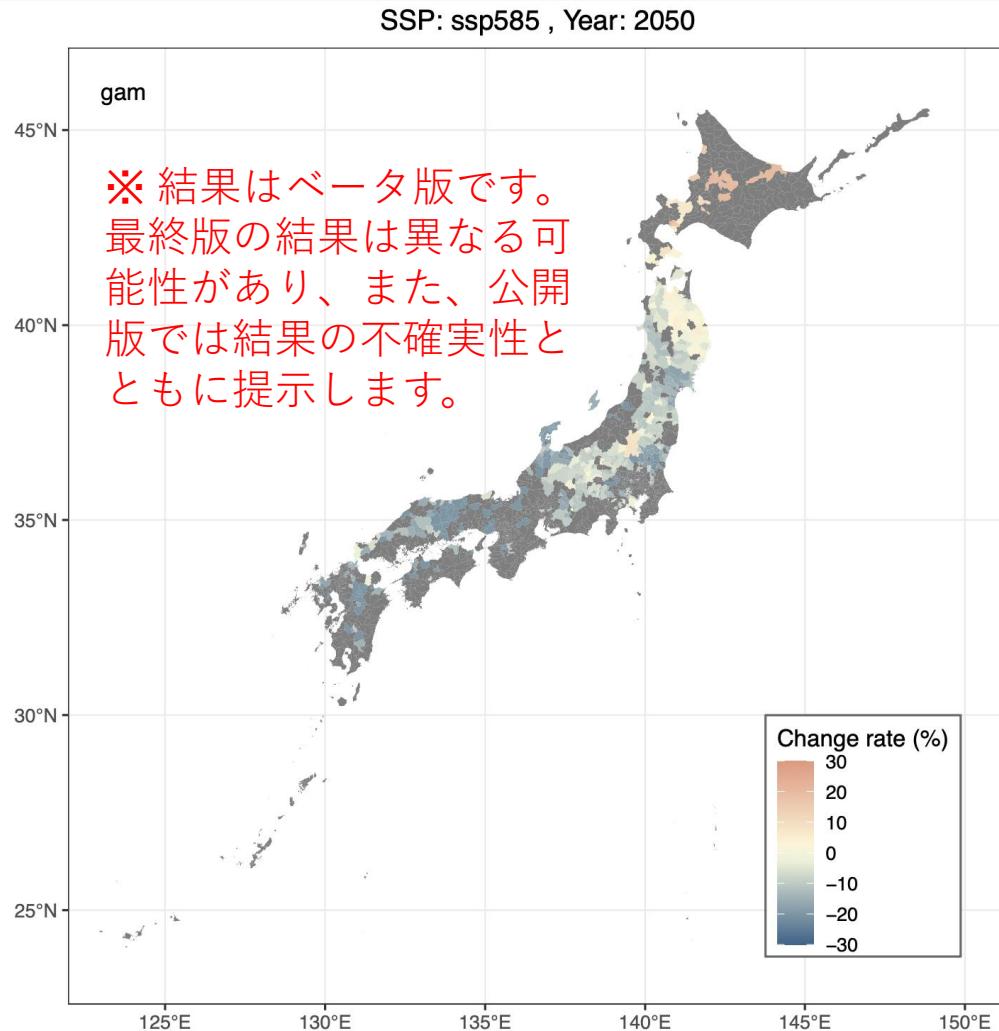 SSP: ssp585 , Year: 2050
gam
※ 結果はベータ版です。
最終版の結果は異なる可
能性があり、また、公開
版では結果の不確実性と
ともに提示します。
45°N
40°N
35°N
30°N
25°N
Change rate (%)
30
20
10
0
−10
−20
−30
125°E
130°E
135°E
140°E
145°E
150°E